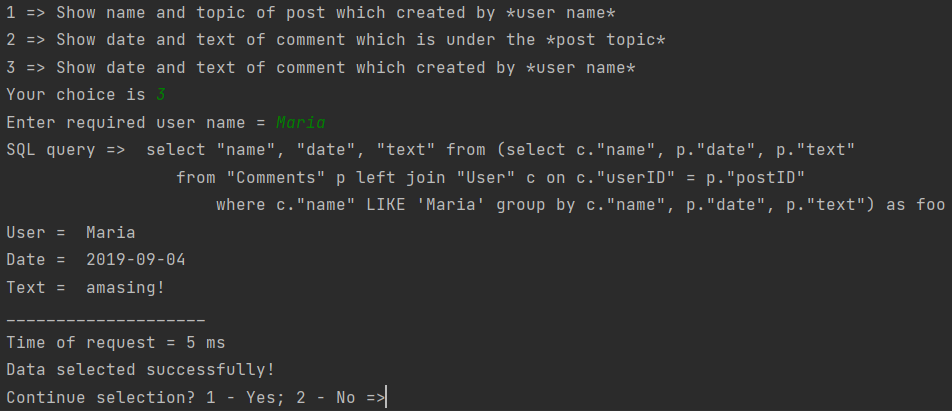 1 => Show name and topic of post which created by *user name*
2 => Show date and text of comment which is under the *post topic*
3 => Show date and text of comment which created by *user name*
Your choice is 3
Enter required user name = Maria
SQL query =>  select "name", "date", "text" from (select c."name", p."date", p."text"
from "Comments" p left join "User" c on c."userID" = p."postID"
where c."name" LIKE 'Maria' group by c."name", p."date", p."text") as foo
User =  Maria
Date =  2019-09-04
Text =  amasing!
____________________
Time of request = 5 ms
Data selected successfully!
Continue selection? 1 - Yes; 2 - No =>